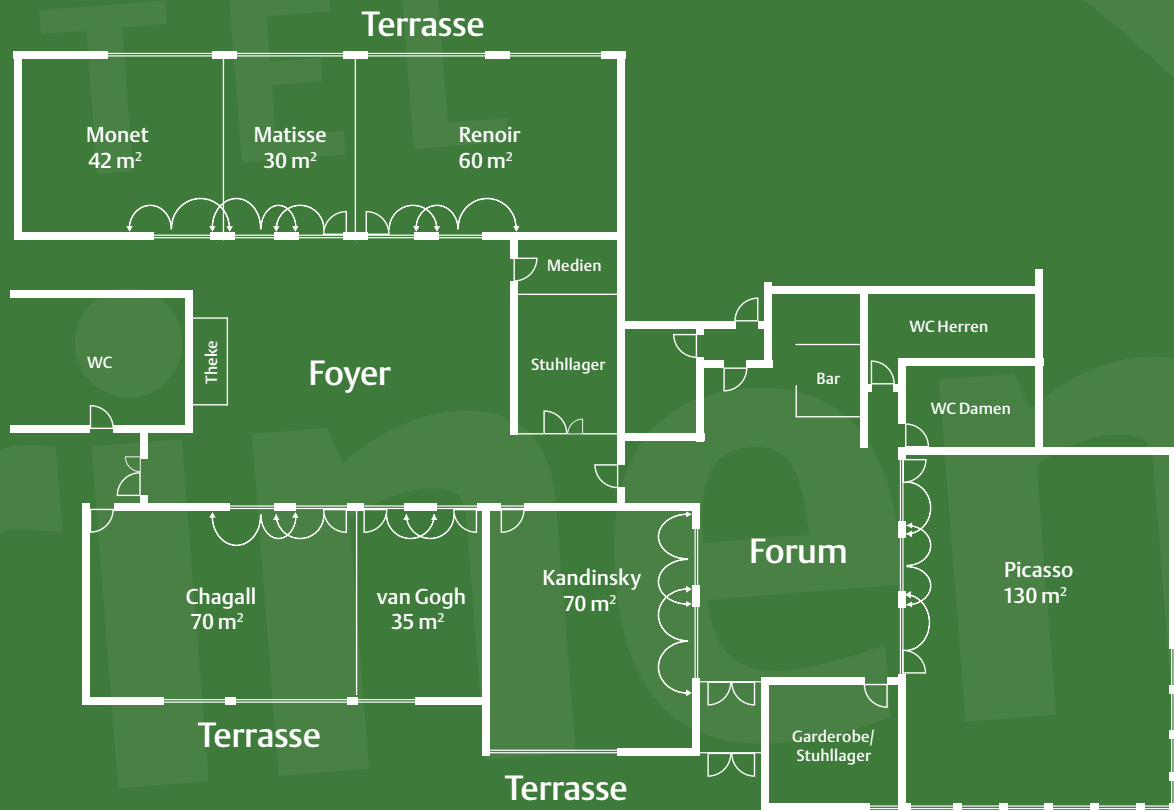 Terrasse
Monet
42 m²
Matisse
30 m²
Renoir
60 m²
Medien
WC
Theke
Foyer
Stuhllager
WC Herren
Bar
WC Damen
Chagall
70 m²
van Gogh
35 m²
Kandinsky
70 m²
Forum
Picasso
130 m²
Terrasse
Garderobe/
Stuhllager
Terrasse